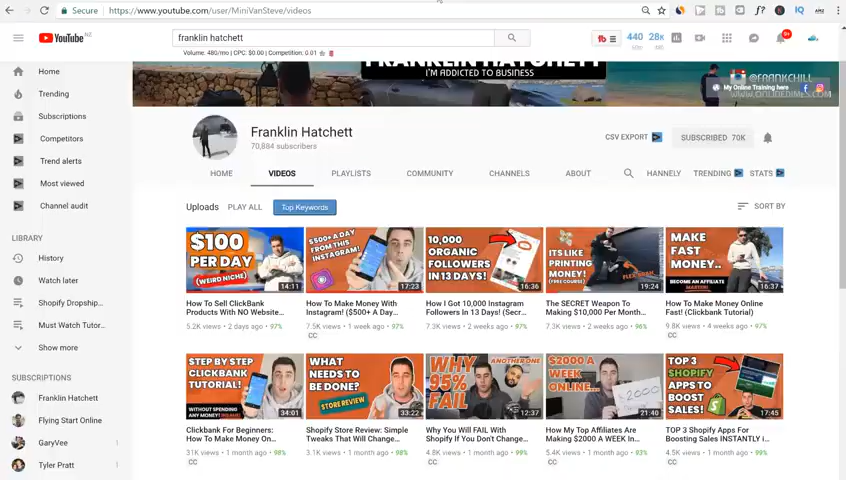 Secure
https://www.youtube.com/user/MiniVanSteve/videos
f?
IQ
YouTube NZ
franklin hatchett
Volume: 480/mo | CPC: $0.00 | Competition: 0.01
440
28K
9+
Home
Trending
Subscriptions
Competitors
Trend alerts
Most viewed
Channel audit
LIBRARY
History
Watch later
Shopify Dropship...
Must Watch Tutor...
Show more
SUBSCRIPTIONS
Franklin Hatchett
Flying Start Online
GaryVee
Tyler Pratt
FRANKLIN HATCHETT
I'M ADDICTED TO BUSINESS
@FRANKCHILL
WWW.ONLINEDIMES.COM
My Online Training here
Franklin Hatchett
70,884 subscribers
CSV EXPORT
SUBSCRIBED 70K
HOME
VIDEOS
PLAYLISTS
COMMUNITY
CHANNELS
ABOUT
HANNELY
TRENDING
STATS
Uploads
PLAY ALL
Top Keywords
SORT BY
$100
PER DAY
(WEIRD NICHE)
14:11
How To Sell ClickBank
Products With NO Website...
5.2K views • 2 days ago • 97%
$500+ A DAY
FROM THIS
INSTAGRAM!
17:23
How To Make Money With
Instagram! ($500+ A Day...
7.5K views • 1 week ago • 97%
CC
10,000
ORGANIC
FOLLOWERS
IN 13 DAYS!
16:36
How I Got 10,000 Instagram
Followers In 13 Days! (Secr...
7.3K views • 2 weeks ago • 97%
ITS LIKE
PRINTING
MONEY!
(FREE COURSE)
19:24
The SECRET Weapon To
Making $10,000 Per Month...
7.3K views • 2 weeks ago • 96%
MAKE
FAST
MONEY..
BECOME AN AFFILIATE
16:37
How To Make Money Online
Fast! (Clickbank Tutorial)
9.8K views • 4 weeks ago • 97%
CC
STEP BY STEP
CLICKBANK
TUTORIAL!
WITHOUT SPENDING
ANY MONEY!
34:01
Clickbank For Beginners:
How To Make Money On...
31K views • 1 month ago • 98%
CC
WHAT
NEEDS TO
BE DONE?
STORE REVIEW
33:22
Shopify Store Review: Simple
Tweaks That Will Change...
3.1K views • 1 month ago • 98%
WHY
95%
FAIL
ANOTHER ONE
12:37
Why You Will FAIL With
Shopify If You Don't Change...
4.8K views • 1 month ago • 99%
CC
$2000 A
WEEK
ONLINE...
2000
21:40
How My Top Affiliates Are
Making $2000 A WEEK In...
5.4K views • 1 month ago • 93%
CC
TOP 3
SHOPIFY
APPS TO
BOOST
SALES!
17:45
TOP 3 Shopify Apps For
Boosting Sales INSTANTLY i...
4.5K views • 1 month ago • 99%
CC